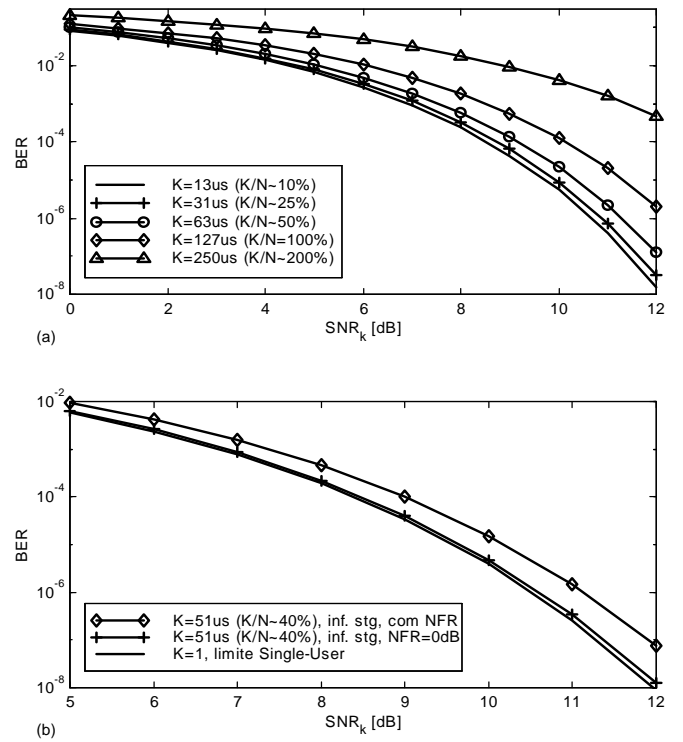 10^-2
10^-4
10^-6
10^-8
BER
K=13us (K/N~10%)
K=31us (K/N~25%)
K=63us (K/N~50%)
K=127us (K/N=100%)
K=250us (K/N~200%)
0 2 4 6 8 10 12
SNR_k [dB]
(a)
10^-2
10^-4
10^-6
10^-8
BER
K=51us (K/N~40%), inf. stg, com NFR
K=51us (K/N~40%), inf. stg, NFR=0dB
K=1, limite Single-User
5 6 7 8 9 10 11 12
SNR_k [dB]
(b)